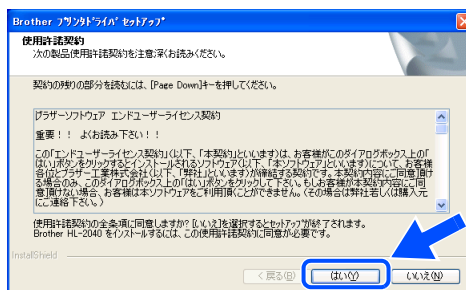 Brother プリンタドライバ セットアップ
使用許諾契約
次の製品使用許諾契約を注意深くお読みください。
契約の残りの部分を読むには、[Page Down]キーを押してください。
ブラザーソフトウェア エンドユーザーライセンス契約
重要！！ よくお読み下さい！！
この「エンドユーザーライセンス契約」(以下、「本契約」といいます)は、お客様がこのダイアログボックス上の「
はい」ボタンをクリックするとインストールされるソフトウェア(以下、「本ソフトウェア」といいます)について、お客様
各位とブラザー工業株式会社(以下、「弊社」といいます)が締結する契約です。本契約内容にご同意頂け
る場合のみ、このダイアログボックス上の「はい」ボタンをクリックして下さい。もしお客様が本契約内容にご同
意頂けない場合、お客様は本ソフトウェアをご利用頂くことができません。(その場合は弊社若しくは購入元
にご連絡下さい。)
使用許諾契約の全条項に同意しますか? [いいえ]を選択するとセットアップが終了されます。
Brother HL-2040 をインストールするには、この使用許諾契約に同意が必要です。
InstallShield
< 戻る(B)
はい(Y)
いいえ(N)